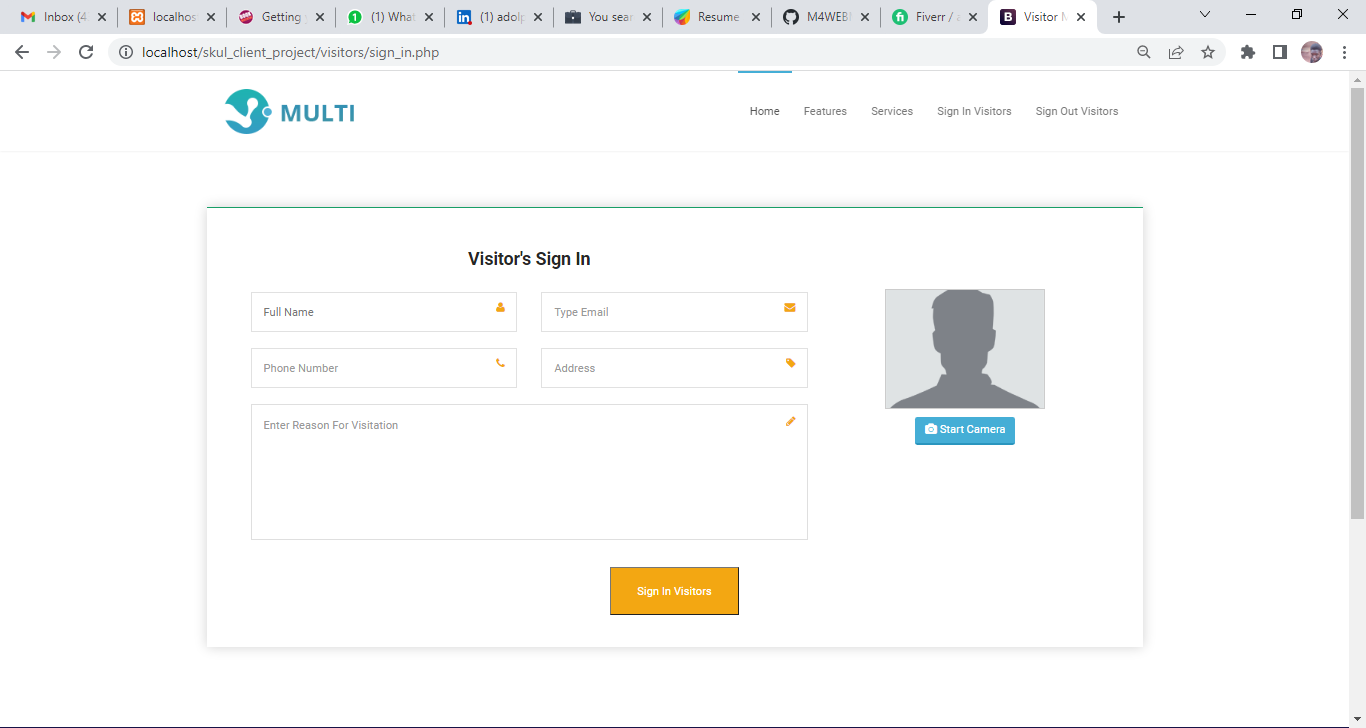 Inbox (4
localhos
Getting
(1) What
(1) adolp
You sear
Resume
M4WEB
Fiverr /
Visitor M
localhost/skul_client_project/visitors/sign_in.php
MULTI
Home Features Services Sign In Visitors Sign Out Visitors
Visitor's Sign In
Full Name
Type Email
Phone Number
Address
Enter Reason For Visitation
Start Camera
Sign In Visitors